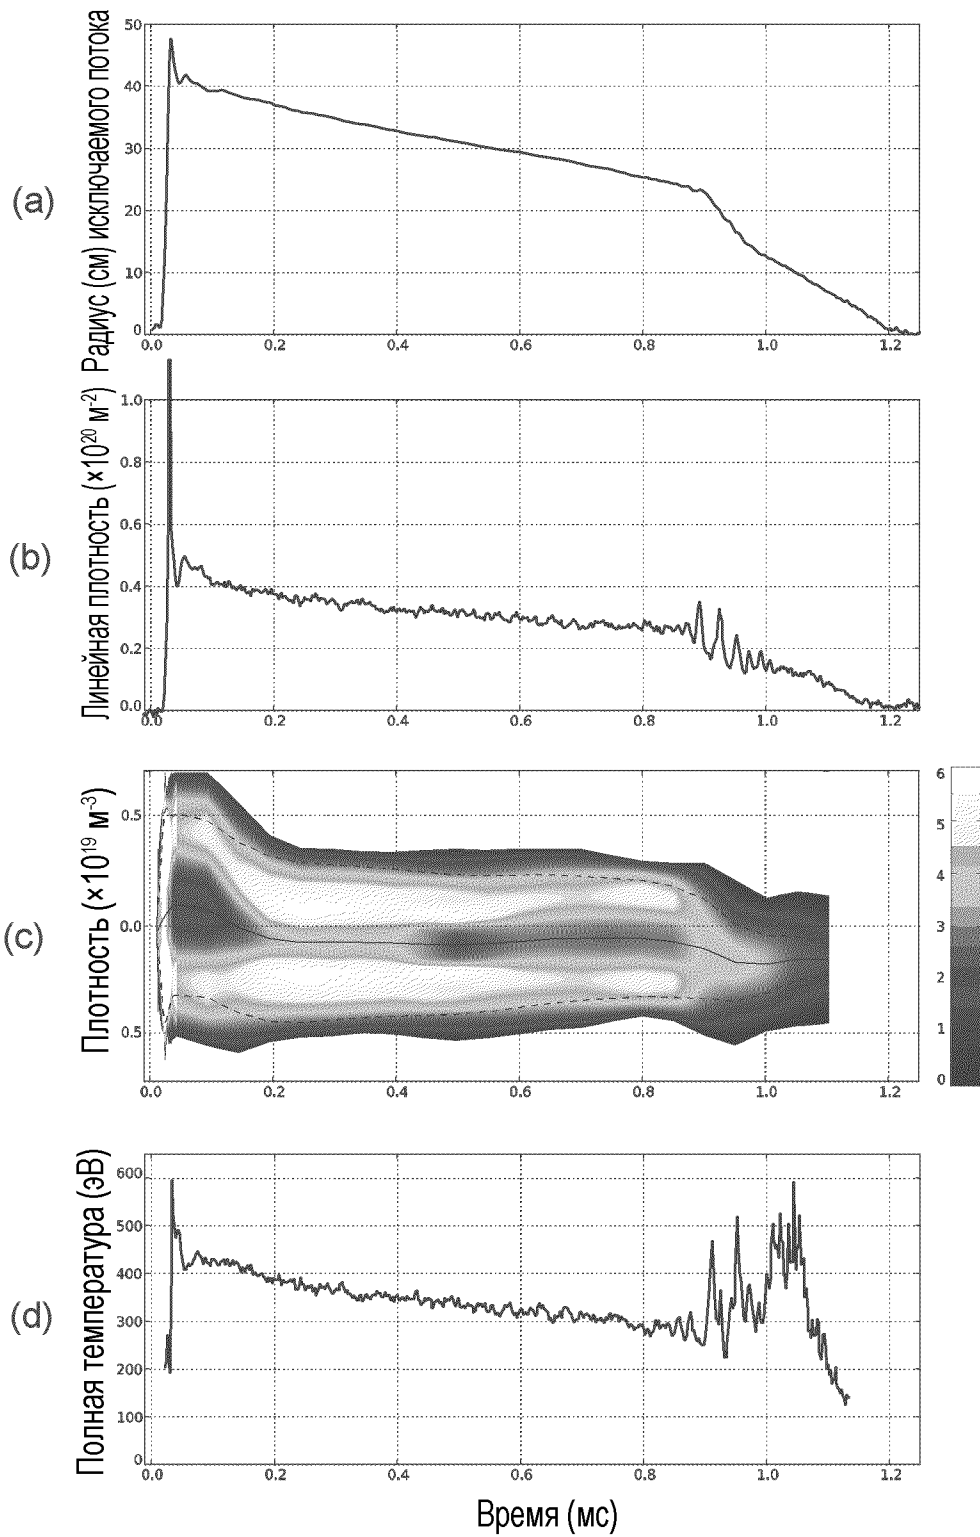 (a)
Радиус (см) исключаемого потока
50
40
30
20
10
0
0.0 0.2 0.4 0.6 0.8 1.0 1.2
(b)
Линейная плотность (×10²⁰ м⁻²)
1.0
0.8
0.6
0.4
0.2
0.0
0.0 0.2 0.4 0.6 0.8 1.0 1.2
(c)
Плотность (×10¹⁹ м⁻³)
0.5
0.0
0.5
0.0 0.2 0.4 0.6 0.8 1.0 1.2
6
5
4
3
2
1
0
(d)
Полная температура (эВ)
600
500
400
300
200
100
0
0.0 0.2 0.4 0.6 0.8 1.0 1.2
Время (мс)